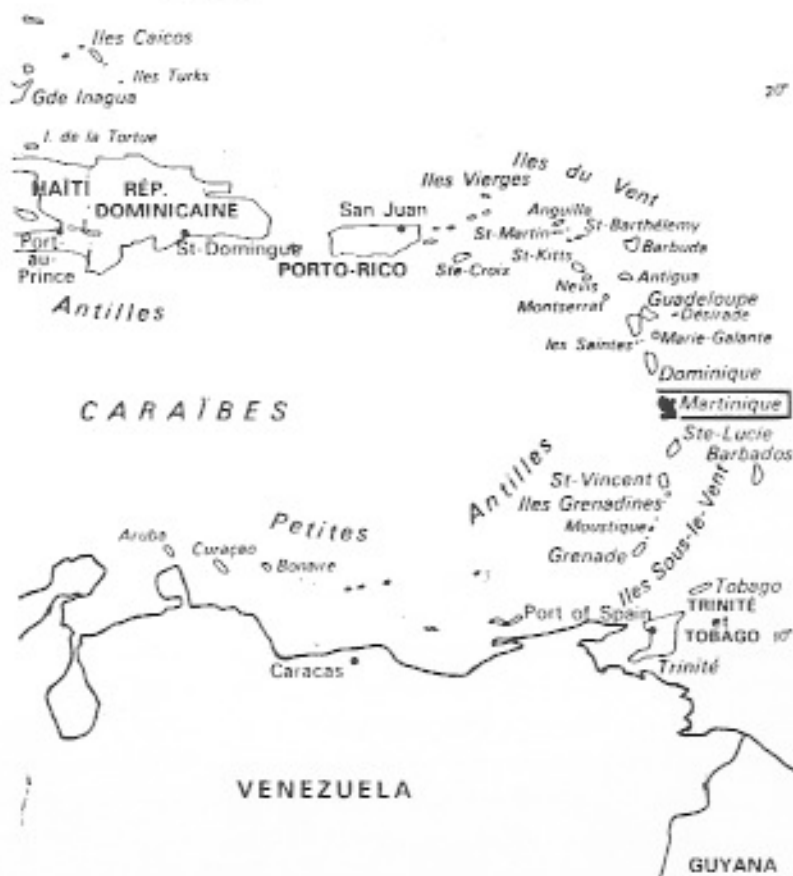 Iles Caicos
Iles Turks
Gde Inagua
20°
I. de la Tortue
Iles du Vent
Iles Vierges
HAÏTI
RÉP.
DOMINICAINE
San Juan
Anguilla
St-Barthélemy
St-Martin
Port-
au-
Prince
St-Domingue
PORTO-RICO
Ste-Croix
St-Kitts
Barbuda
Nevis
Antigua
Montserrat
Antilles
Guadeloupe
Désirade
les Saintes
Marie-Galante
Dominique
CARAÏBES
Martinique
Ste-Lucie
Barbados
Antilles
St-Vincent
Iles Grenadines
Petites
Moustique
Aruba
Curaçao
Bonaire
Grenade
Iles Sous-le-Vent
Tobago
Port of Spain
TRINITÉ
et
TOBAGO
10°
Caracas
Trinité
VENEZUELA
GUYANA